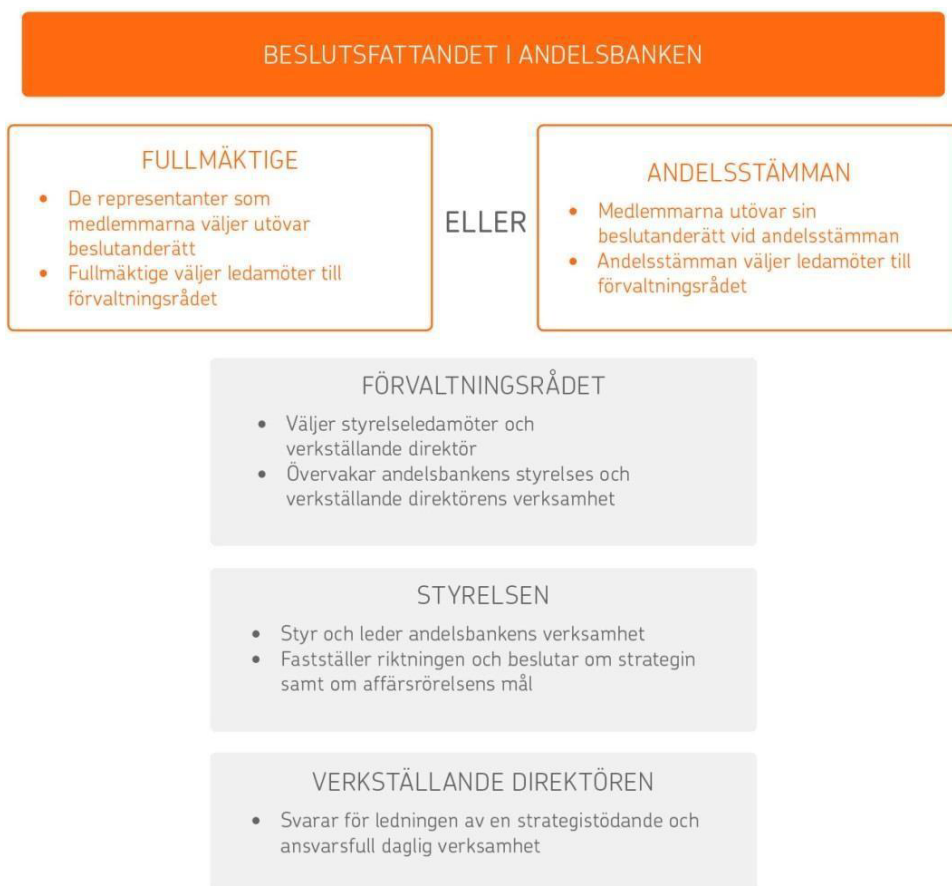 BESLUTSFATTANDET I ANDELSBANKEN
FULLMÄKTIGE
• De representanter som
medlemmarna väljer utövar
beslutanderätt
• Fullmäktige väljer ledamöter till
förvaltningsrådet
ELLER
ANDELSSTÄMMAN
• Medlemmarna utövar sin
beslutanderätt vid andelsstämman
• Andelsstämman väljer ledamöter till
förvaltningsrådet
FÖRVALTNINGSRÅDET
• Väljer styrelseledamöter och
verkställande direktör
• Övervakar andelsbankens styrelses och
verkställande direktörens verksamhet
STYRELSEN
• Styr och leder andelsbankens verksamhet
• Fastställer riktningen och beslutar om strategin
samt om affärsrörelsens mål
VERKSTÄLLANDE DIREKTÖREN
• Svarar för ledningen av en strategistödande och
ansvarsfull daglig verksamhet